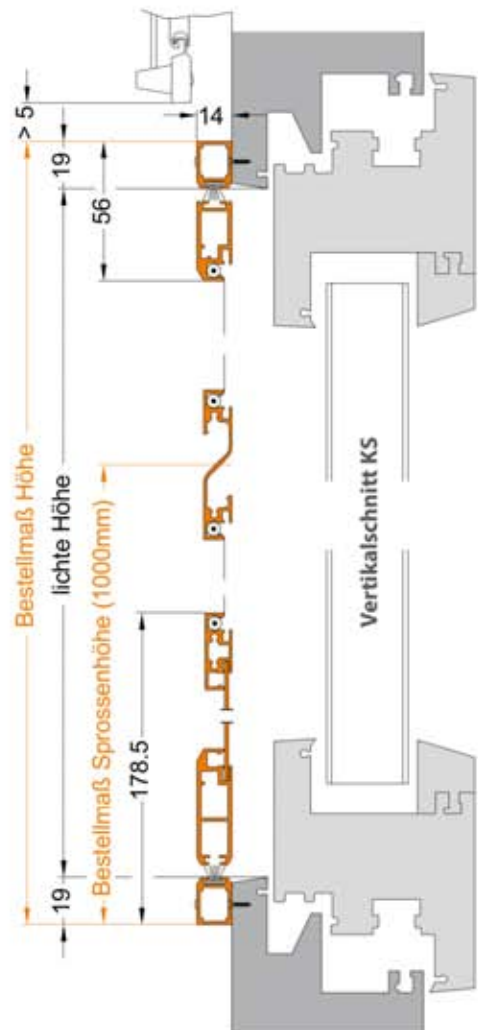 > 5
14
19
56
Bestellmaß Höhe
lichte Höhe
Bestellmaß Sprossenhöhe (1000mm)
Vertikalschnitt KS
178.5
19